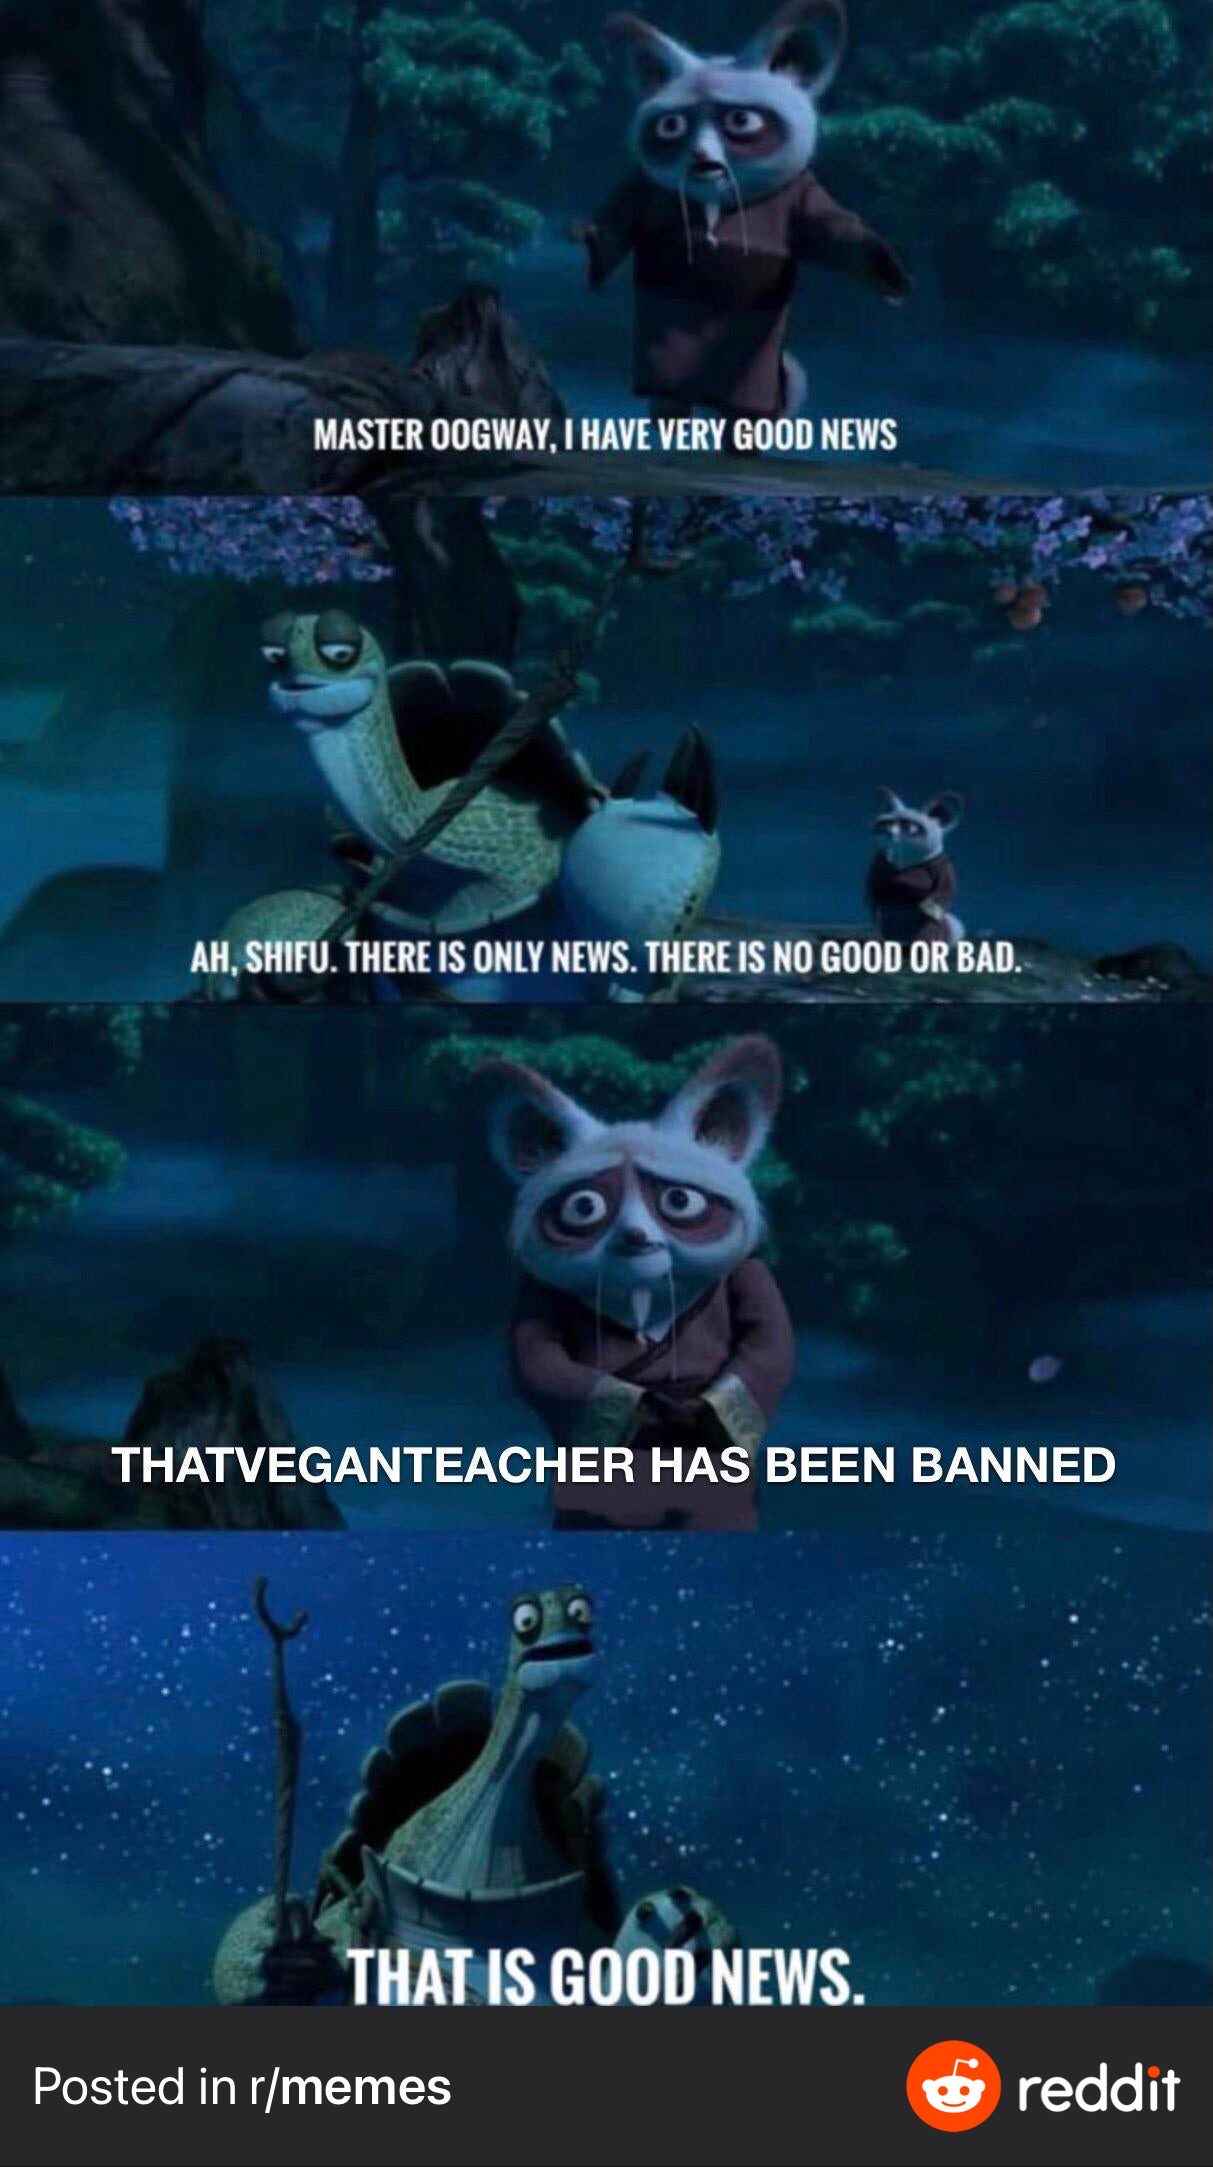 MASTER OOGWAY, I HAVE VERY GOOD NEWS
AH, SHIFU. THERE IS ONLY NEWS. THERE IS NO GOOD OR BAD.
THATVEGANTEACHER HAS BEEN BANNED
THAT IS GOOD NEWS.
Posted in r/memes
reddit